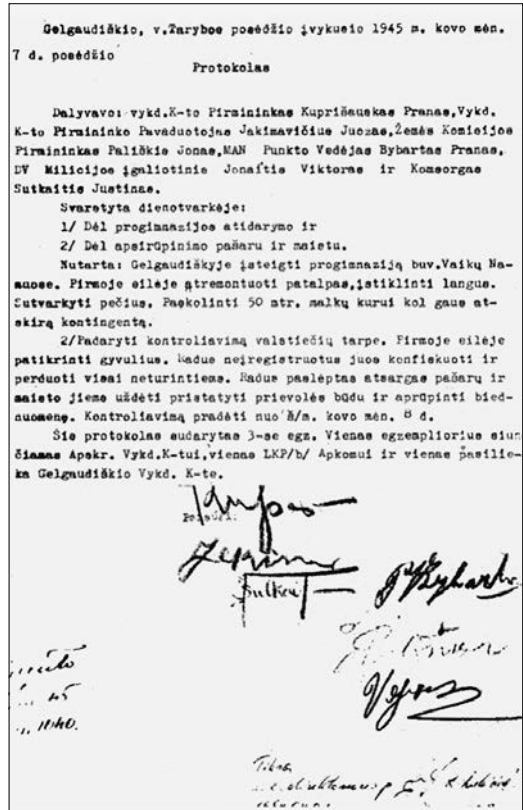 Gelgaudiškio, v.Tarybos posėdžio įvykusio 1945 m. kovo mėn.
7 d. posėdžio
Protokolas
Dalyvavo: vykd.K-to Pirmininkas Kuprišauskas Pranas,Vykd.
K-to Pirmininko Pavaduotojas Jakimavičius Juozas,Žemės Komisijos
Pirmininkas Pališkis Jonas,MAN Punkto Vedėjas Bybartas Pranas,
DV Milicijos įgaliotinis Jonaitis Viktoras ir Komsorgas
Sutkaitis Justinas.
Svarstyta dienotvarkėje:
1/ Dėl progimnazijos atidarymo ir
2/ Dėl apsirūpinimo pašaru ir maistu.
Nutarta: Gelgaudiškyje įsteigti progimnaziją buv.Vaikų Na-
muose. Pirmoje eilėje atremontuoti patalpas,įstiklinti langus.
Sutvarkyti pečius. Paskolinti 50 mtr. malkų kurui kol gaus at-
skirą kontingentą.
2/Padaryti kontroliavimą valstiečių tarpe. Pirmoje eilėje
patikrinti gyvulius. Radus neįregistruotus juos konfiskuoti ir
perduoti visai neturintiems. Radus paslėptas atsargas pašarų ir
maisto jiems uždėti pristatyti prievolės būdu ir aprūpinti bied-
nuomenę. Kontroliavimą pradėti nuo š/m. kovo mėn. 8 d.
Šis protokolas sudarytas 3-se egz. Vienas egzempliorius siun
čiamas Apskr. Vykd.K-tui,vienas LKP/b/ Apkomui ir vienas pasilie-
ka Gelgaudiškio Vykd. K-te.